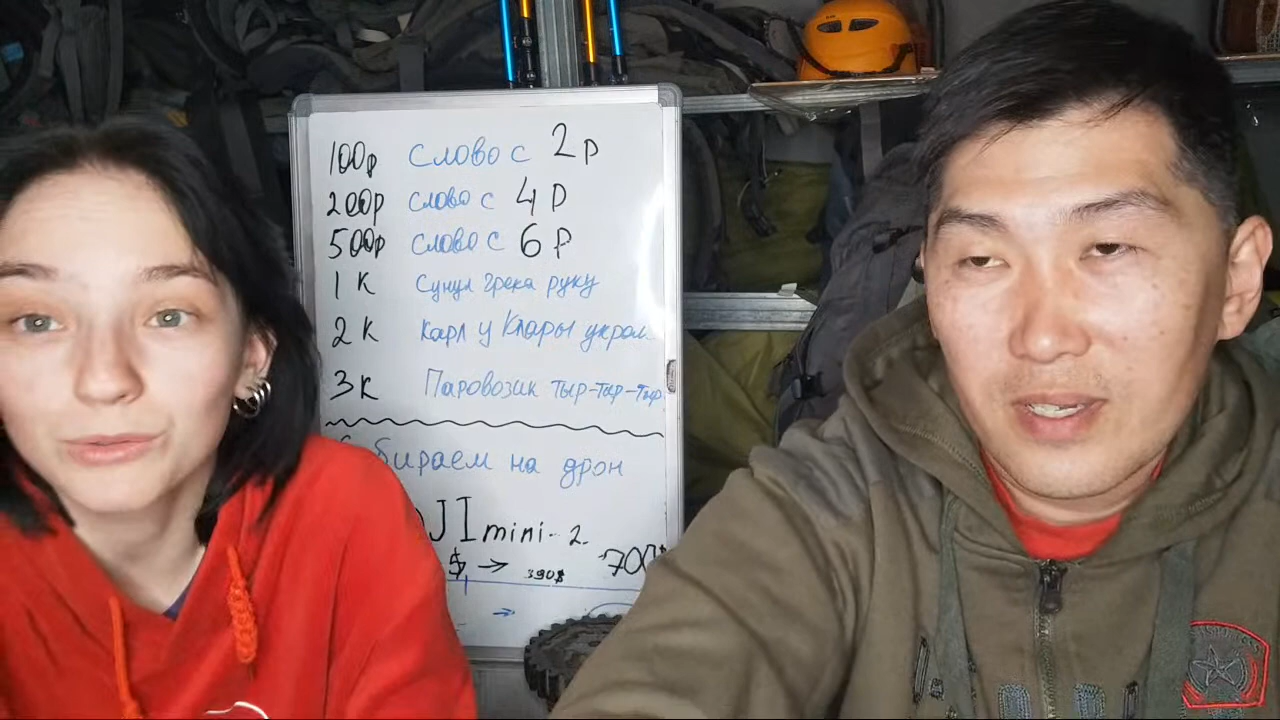 100р слово с 2 р
200р слово с 4 р
500р слово с 6 р
1 К Сунул грека руку
2 К Карл у Клары украл
3 К Паровозик тыр-тыр-тыр
бираем на дрон
JI mini-2.
$ → 390$ 700$
→